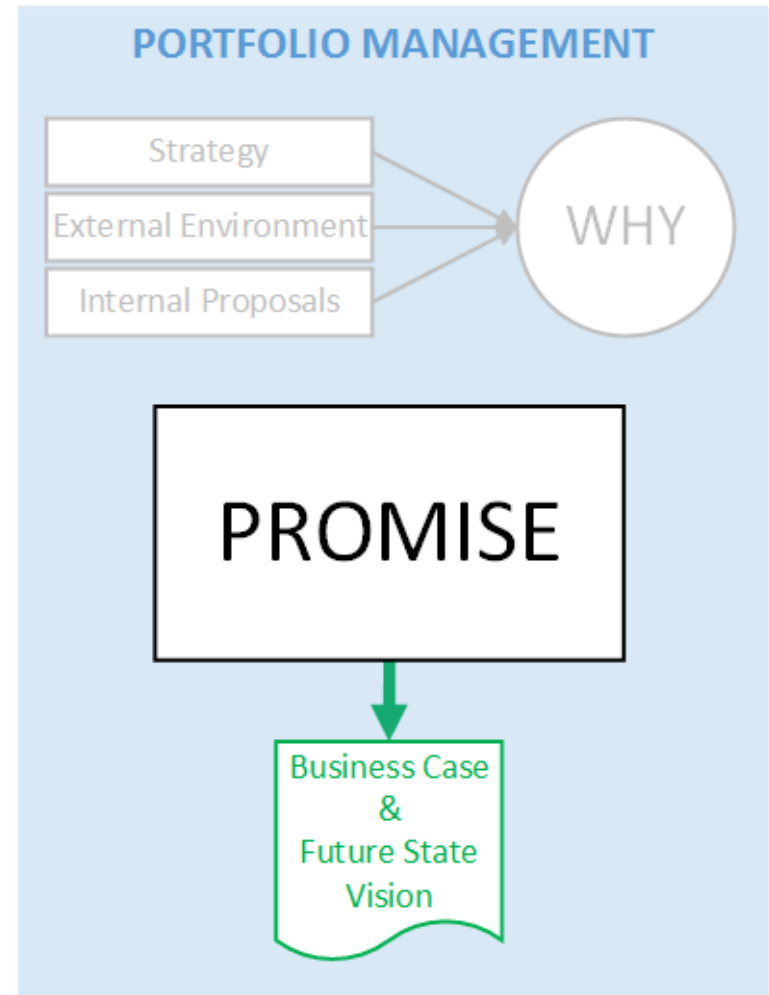 PORTFOLIO MANAGEMENT
Strategy
External Environment
Internal Proposals
WHY
PROMISE
Business Case
&
Future State
Vision